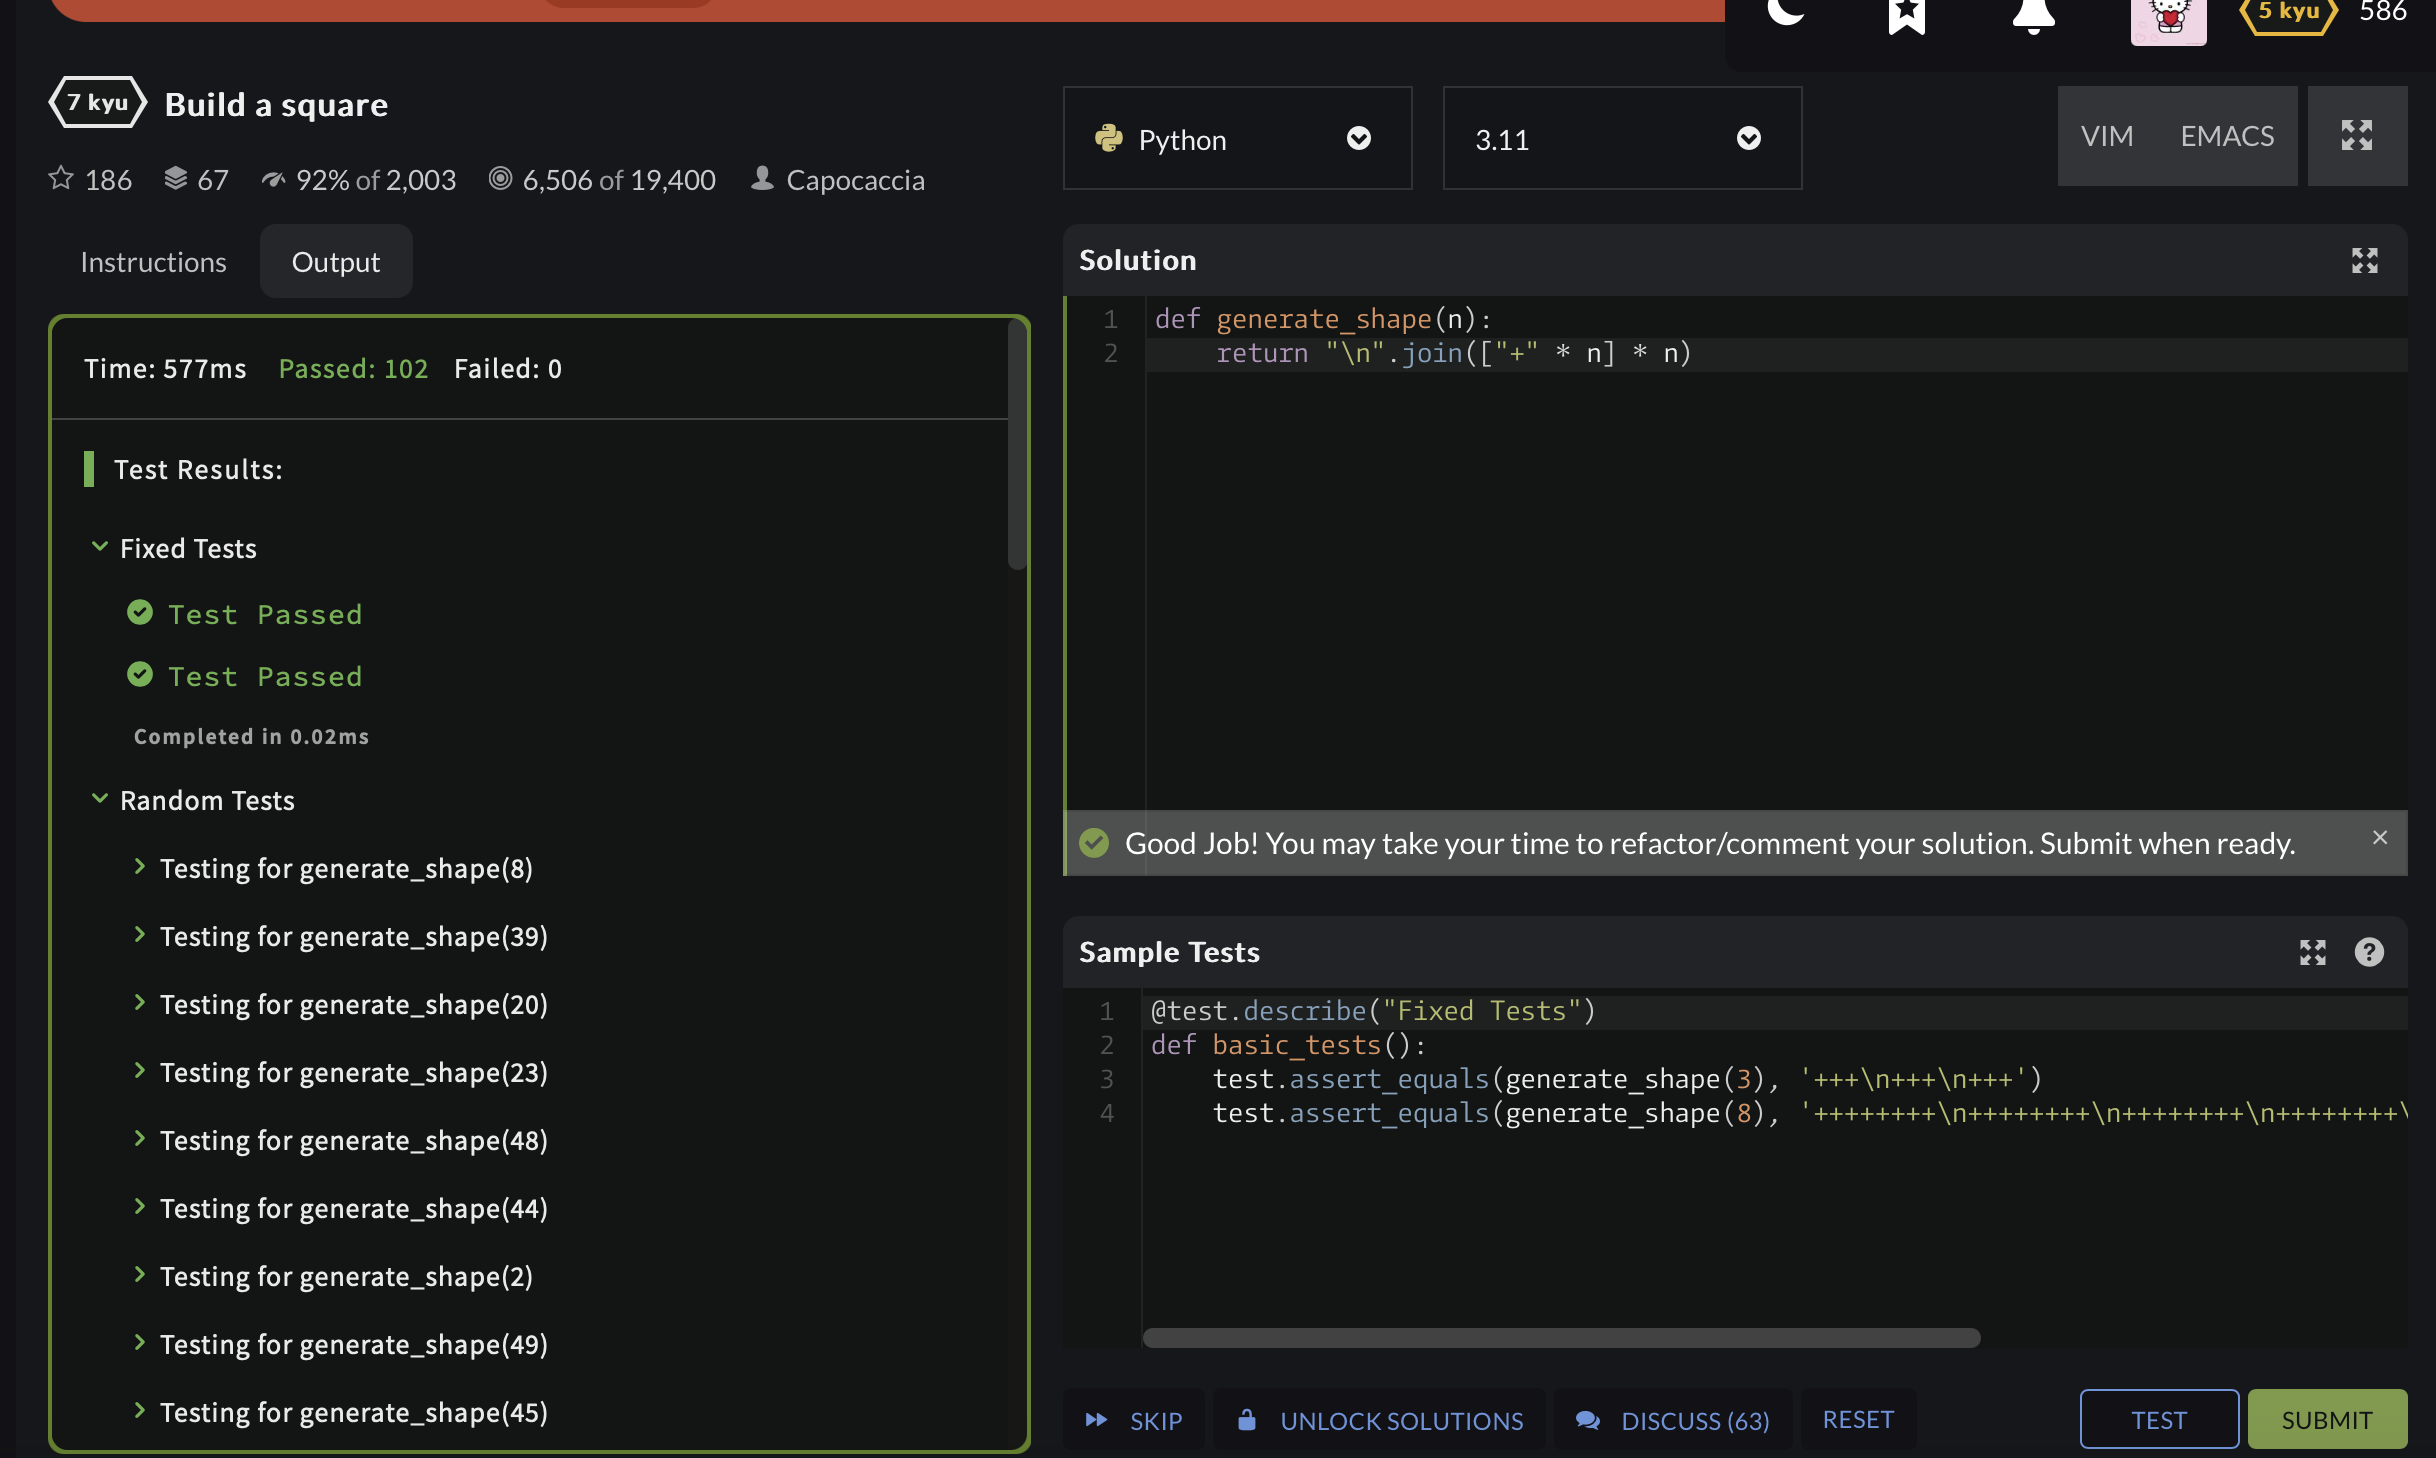 5 kyu 586
7 kyu Build a square
186 67 92% of 2,003 6,506 of 19,400 Capocaccia
Instructions Output
Time: 577ms Passed: 102 Failed: 0
Test Results:
Fixed Tests
Test Passed
Test Passed
Completed in 0.02ms
Random Tests
Testing for generate_shape(8)
Testing for generate_shape(39)
Testing for generate_shape(20)
Testing for generate_shape(23)
Testing for generate_shape(48)
Testing for generate_shape(44)
Testing for generate_shape(2)
Testing for generate_shape(49)
Testing for generate_shape(45)
Python 3.11 VIM EMACS
Solution
1 def generate_shape(n):
2     return "\n".join(["+" * n] * n)
Good Job! You may take your time to refactor/comment your solution. Submit when ready.
Sample Tests
1 @test.describe("Fixed Tests")
2 def basic_tests():
3     test.assert_equals(generate_shape(3), '+++\n+++\n+++')
4     test.assert_equals(generate_shape(8), '++++++++\n++++++++\n++++++++\n++++++++\
SKIP UNLOCK SOLUTIONS DISCUSS (63) RESET TEST SUBMIT